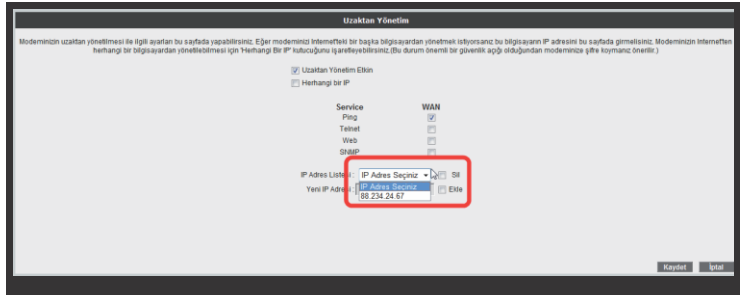 Uzaktan Yönetim
Modeminizin uzaktan yönetilmesi ile ilgili ayarları bu sayfada yapabilirsiniz. Eğer modeminizi Internet'teki bir başka bilgisayardan yönetmek istiyorsanız bu bilgisayarın IP adresini bu sayfada girmelisiniz. Modeminizin Internet'ten
herhangi bir bilgisayardan yönetilebilmesi için 'Herhangi Bir IP' kutucuğunu işaretleyebilirsiniz.(Bu durum önemli bir güvenlik açığı olduğundan modeminize şifre koymanız önerilir.)
Uzaktan Yönetim Etkin
Herhangi bir IP
Service WAN
Ping
Telnet
Web
SNMP
IP Adres Listesi : IP Adres Seçiniz Sil
Yeni IP Adresi : IP Adres Seçiniz Ekle
88.234.24.67
Kaydet İptal